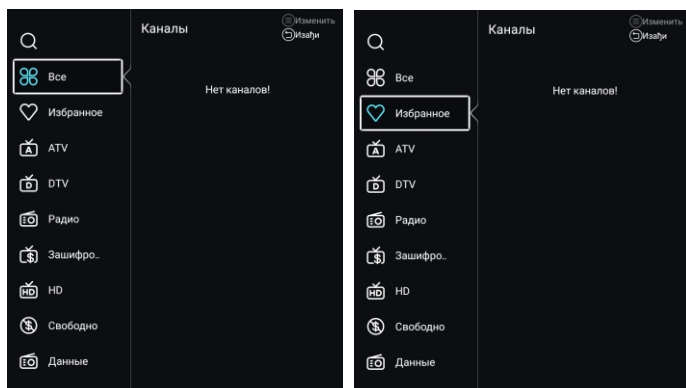 Каналы
Изменить
Изађи
Все
Нет каналов!
Избранное
ATV
DTV
Радио
Зашифро..
HD
Свободно
Данные
Каналы
Изменить
Изађи
Все
Нет каналов!
Избранное
ATV
DTV
Радио
Зашифро..
HD
Свободно
Данные